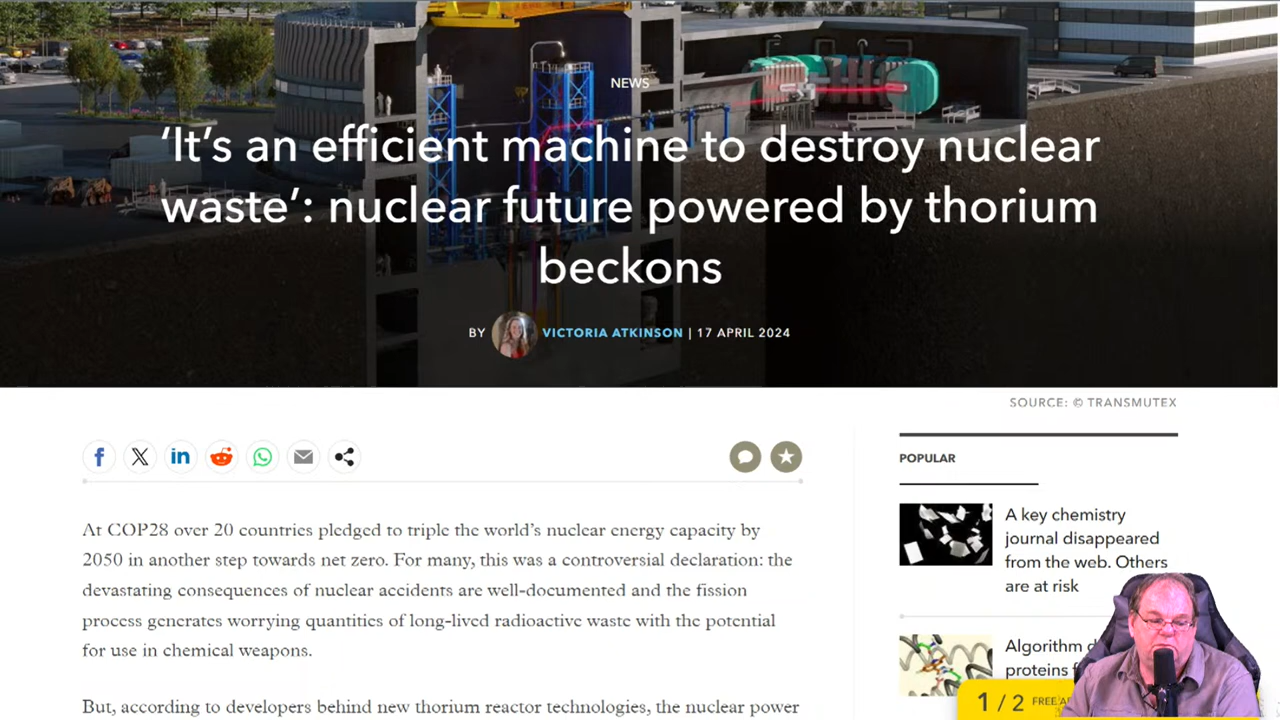 NEWS
‘It’s an efficient machine to destroy nuclear
waste’: nuclear future powered by thorium
beckons
BY VICTORIA ATKINSON | 17 APRIL 2024
SOURCE: © TRANSMUTEX
At COP28 over 20 countries pledged to triple the world’s nuclear energy capacity by
2050 in another step towards net zero. For many, this was a controversial declaration: the
devastating consequences of nuclear accidents are well-documented and the fission
process generates worrying quantities of long-lived radioactive waste with the potential
for use in chemical weapons.
But, according to developers behind new thorium reactor technologies, the nuclear power
POPULAR
A key chemistry
journal disappeared
from the web. Others
are at risk
Algorithm
proteins
1 / 2 FREE